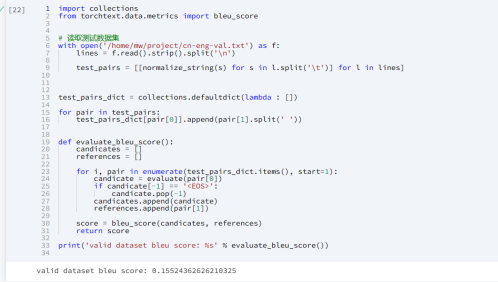 [22]
1 import collections
2 from torchtext.data.metrics import bleu_score
3
4
5 # 读取测试数据集
6 with open('/home/mw/project/cn-eng-val.txt') as f:
7     lines = f.read().strip().split('\n')
8
9     test_pairs = [[normalize_string(s) for s in l.split('\t')] for l in lines]
10
11
12
13 test_pairs_dict = collections.defaultdict(lambda : [])
14
15 for pair in test_pairs:
16     test_pairs_dict[pair[0]].append(pair[1].split(' '))
17
18
19 def evaluate_bleu_score():
20     candicates = []
21     references = []
22
23     for i, pair in enumerate(test_pairs_dict.items(), start=1):
24         candicate = evaluate(pair[0])
25         if candicate[-1] == '<EOS>':
26             candicate.pop(-1)
27         candicates.append(candicate)
28         references.append(pair[1])
29
30     score = bleu_score(candicates, references)
31     return score
32
33 print('valid dataset bleu score: %s' % evaluate_bleu_score())
34
valid dataset bleu score: 0.15524362626210325